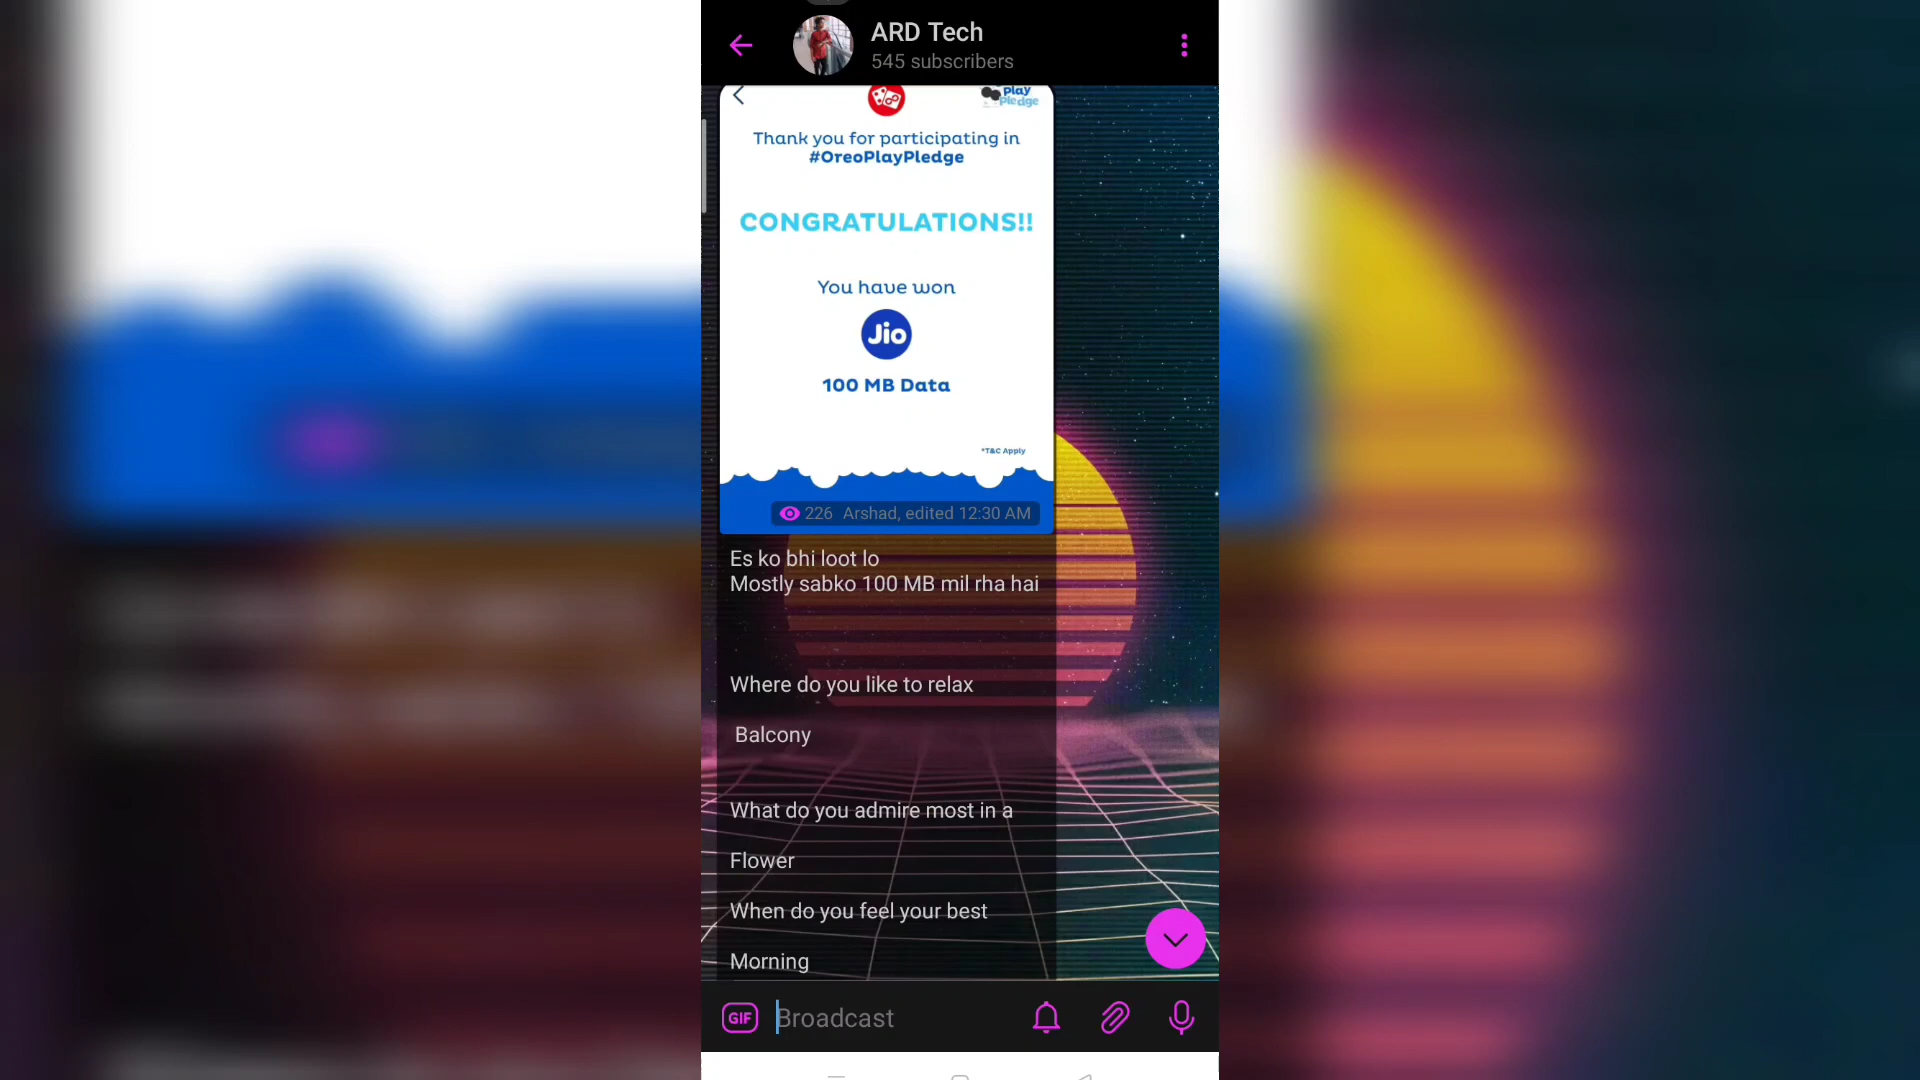 ARD Tech
545 subscribers
play
Pledge
Thank you for participating in
#OreoPlayPledge
CONGRATULATIONS!!
You have won
Jio
100 MB Data
*T&C Apply
226 Arshad, edited 12:30 AM
Es ko bhi loot lo
Mostly sabko 100 MB mil rha hai
Where do you like to relax
Balcony
What do you admire most in a
Flower
When do you feel your best
Morning
GIF Broadcast